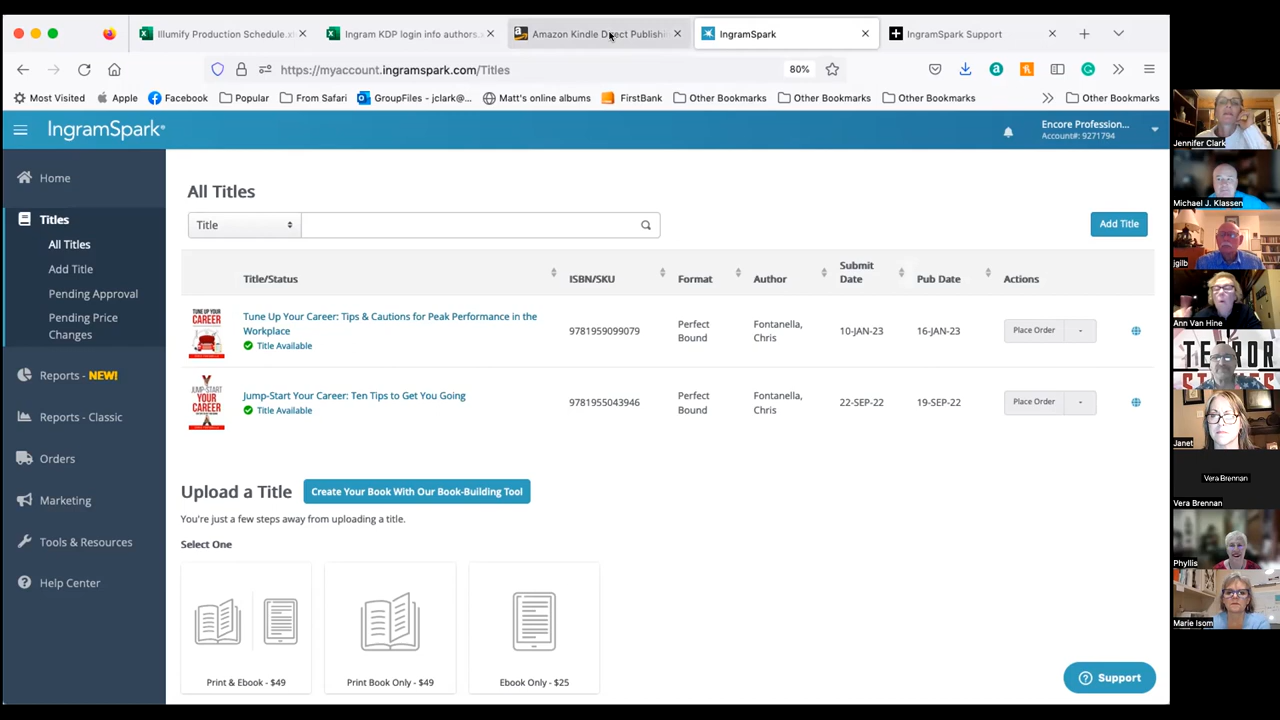 Illumify Production Schedule.x
Ingram KDP login info authors.
Amazon Kindle Direct Publishi
IngramSpark
IngramSpark Support
https://myaccount.ingramspark.com/Titles
80%
Most Visited
Apple
Facebook
Popular
From Safari
GroupFiles - jclark@...
Matt's online albums
FirstBank
Other Bookmarks
Other Bookmarks
Other Bookmarks
Other Bookmarks
IngramSpark®
Encore Profession...
Account#: 9271794
Home
Titles
All Titles
Add Title
Pending Approval
Pending Price
Changes
Reports - NEW!
Reports - Classic
Orders
Marketing
Tools & Resources
Help Center
All Titles
Title
Add Title
Title/Status
ISBN/SKU
Format
Author
Submit
Date
Pub Date
Actions
TUNE UP YOUR
CAREER
Tune Up Your Career: Tips & Cautions for Peak Performance in the
Workplace
Title Available
9781959099079
Perfect
Bound
Fontanella,
Chris
10-JAN-23
16-JAN-23
Place Order
JUMP-START
YOUR
CAREER
Jump-Start Your Career: Ten Tips to Get You Going
Title Available
9781955043946
Perfect
Bound
Fontanella,
Chris
22-SEP-22
19-SEP-22
Place Order
Upload a Title
Create Your Book With Our Book-Building Tool
You're just a few steps away from uploading a title.
Select One
Print & Ebook - $49
Print Book Only - $49
Ebook Only - $25
Support
Jennifer Clark
Michael J. Klassen
jglib
Ann Van Hine
Janet
Vera Brennan
Vera Brennan
Phyllis
Marie Isom